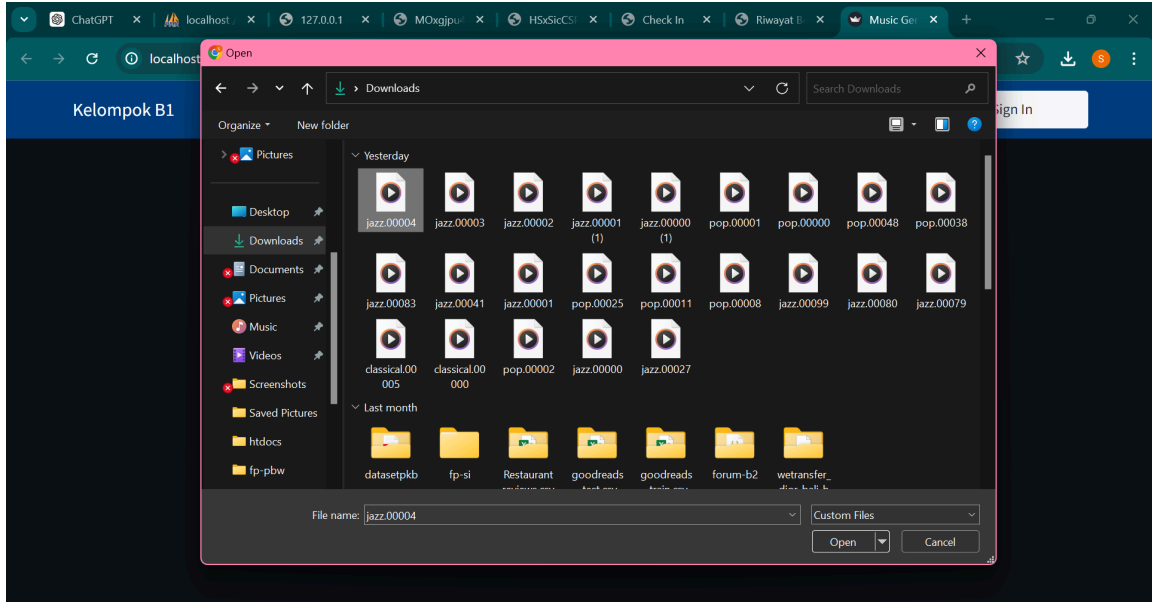 ChatGPT
localhost /
127.0.0.1
MOxgjpu
HSxSicCS
Check In
Riwayat B
Music Ge
localhost
S
Kelompok B1
Sign In
Open
Downloads
Search Downloads
Organize
New folder
Pictures
Desktop
Downloads
Documents
Pictures
Music
Videos
Screenshots
Saved Pictures
htdocs
fp-pbw
Yesterday
jazz.00004 jazz.00003 jazz.00002 jazz.00001 (1) jazz.00000 (1) pop.00001 pop.00000 pop.00048 pop.00038
jazz.00083 jazz.00041 jazz.00001 pop.00025 pop.00011 pop.00008 jazz.00099 jazz.00080 jazz.00079
classical.00005 classical.00000 pop.00002 jazz.00000 jazz.00027
Last month
datasetpkb fp-si Restaurant goodreads goodreads forum-b2 wetransfer_
File name: jazz.00004
Custom Files
Open
Cancel